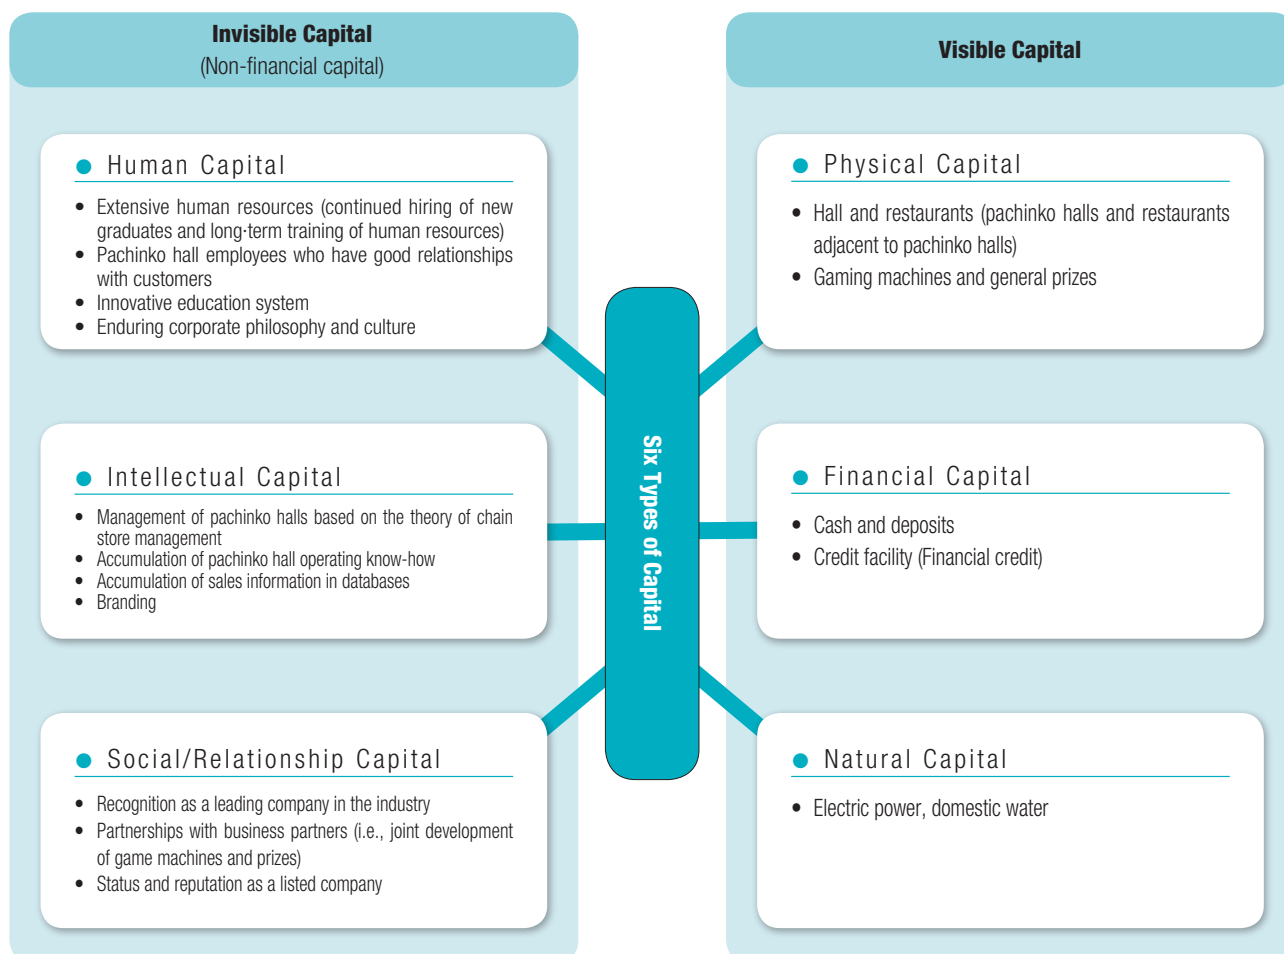 Invisible Capital
(Non-financial capital)
● Human Capital
• Extensive human resources (continued hiring of new
graduates and long·term training of human resources)
• Pachinko hall employees who have good relationships
with customers
• Innovative education system
• Enduring corporate philosophy and culture
● Intellectual Capital
• Management of pachinko halls based on the theory of chain
store management
• Accumulation of pachinko hall operating know-how
• Accumulation of sales information in databases
• Branding
● Social/Relationship Capital
• Recognition as a leading company in the industry
• Partnerships with business partners (i.e., joint development
of game machines and prizes)
• Status and reputation as a listed company
Six Types of Capital
Visible Capital
● Physical Capital
• Hall and restaurants (pachinko halls and restaurants
adjacent to pachinko halls)
• Gaming machines and general prizes
● Financial Capital
• Cash and deposits
• Credit facility (Financial credit)
● Natural Capital
• Electric power, domestic water